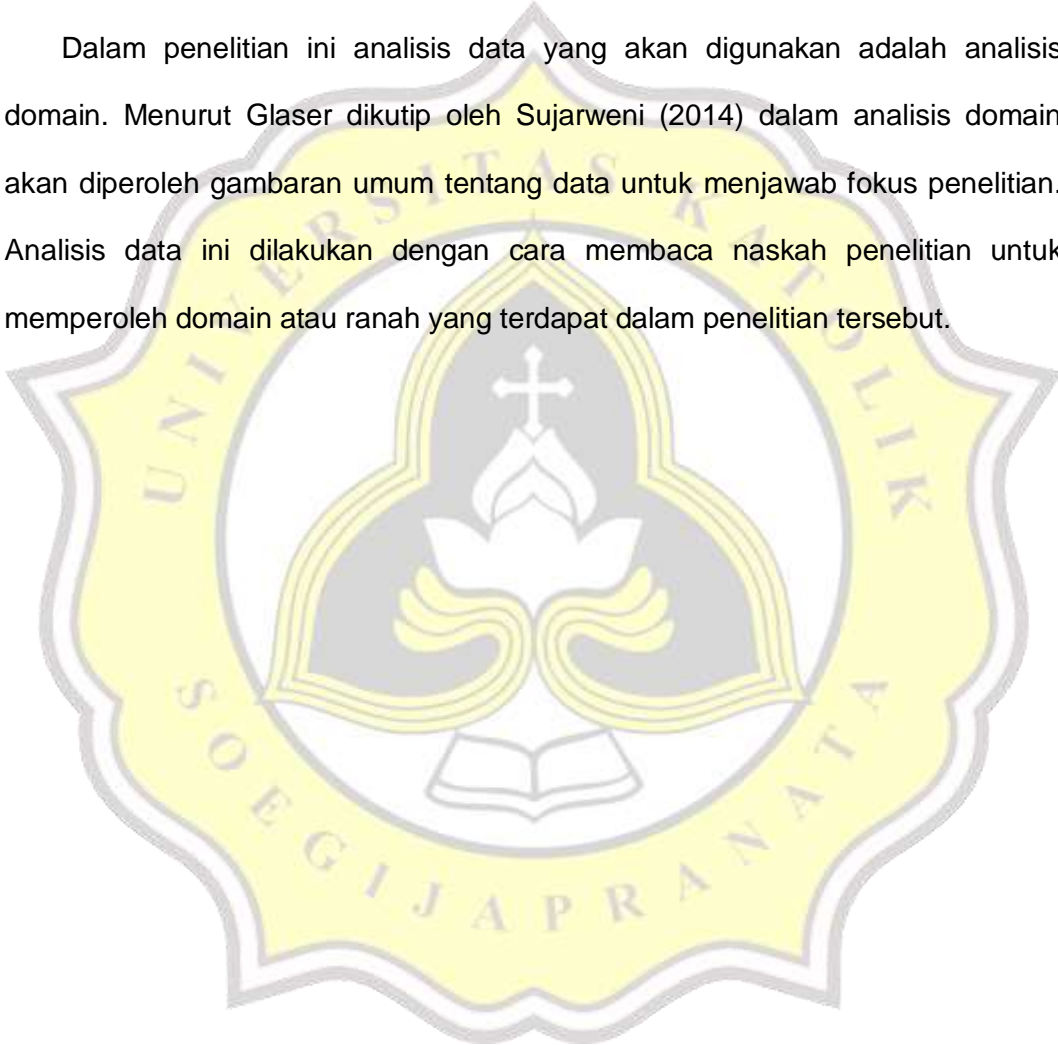 Dalam penelitian ini analisis data yang akan digunakan adalah analisis
domain. Menurut Glaser dikutip oleh Sujarweni (2014) dalam analisis domain
akan diperoleh gambaran umum tentang data untuk menjawab fokus penelitian.
Analisis data ini dilakukan dengan cara membaca naskah penelitian untuk
memperoleh domain atau ranah yang terdapat dalam penelitian tersebut.
UNIVERSITAS KATOLIK
SOEGIJAPRANATA